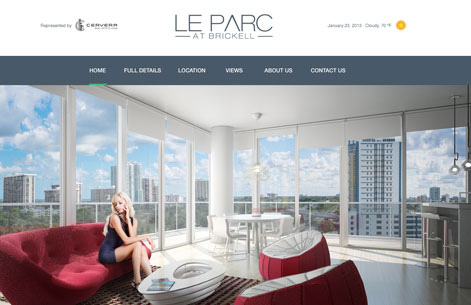 Represented by CERVERA
LE PARC
AT BRICKELL
January 20, 2013 · Cloudy, 70 °F
HOME FULL DETAILS LOCATION VIEWS ABOUT US CONTACT US